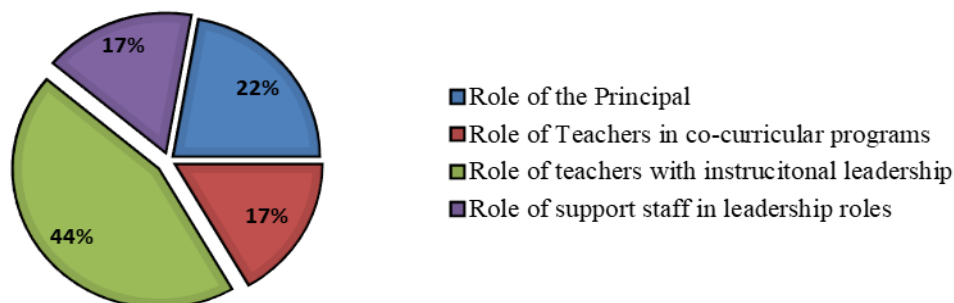 17%
22%
44%
17%
Role of the Principal
Role of Teachers in co-curricular programs
Role of teachers with instrucitonal leadership
Role of support staff in leadership roles